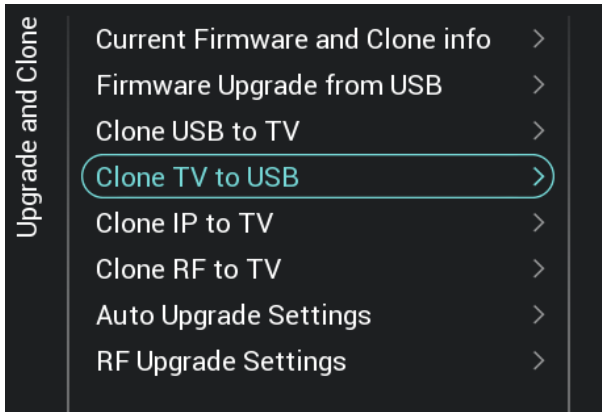 Upgrade and Clone
Current Firmware and Clone info
Firmware Upgrade from USB
Clone USB to TV
Clone TV to USB
Clone IP to TV
Clone RF to TV
Auto Upgrade Settings
RF Upgrade Settings